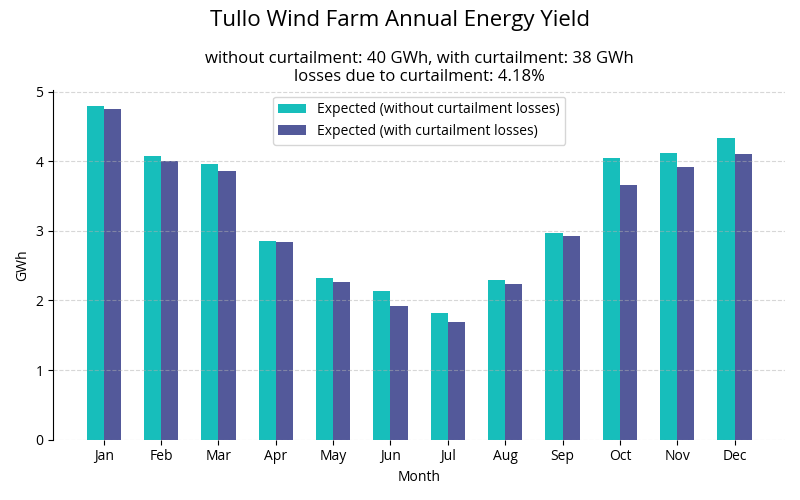 Tullo Wind Farm Annual Energy Yield
without curtailment: 40 GWh, with curtailment: 38 GWh
losses due to curtailment: 4.18%
Expected (without curtailment losses)
Expected (with curtailment losses)
GWh
5
4
3
2
1
0
Jan Feb Mar Apr May Jun Jul Aug Sep Oct Nov Dec
Month